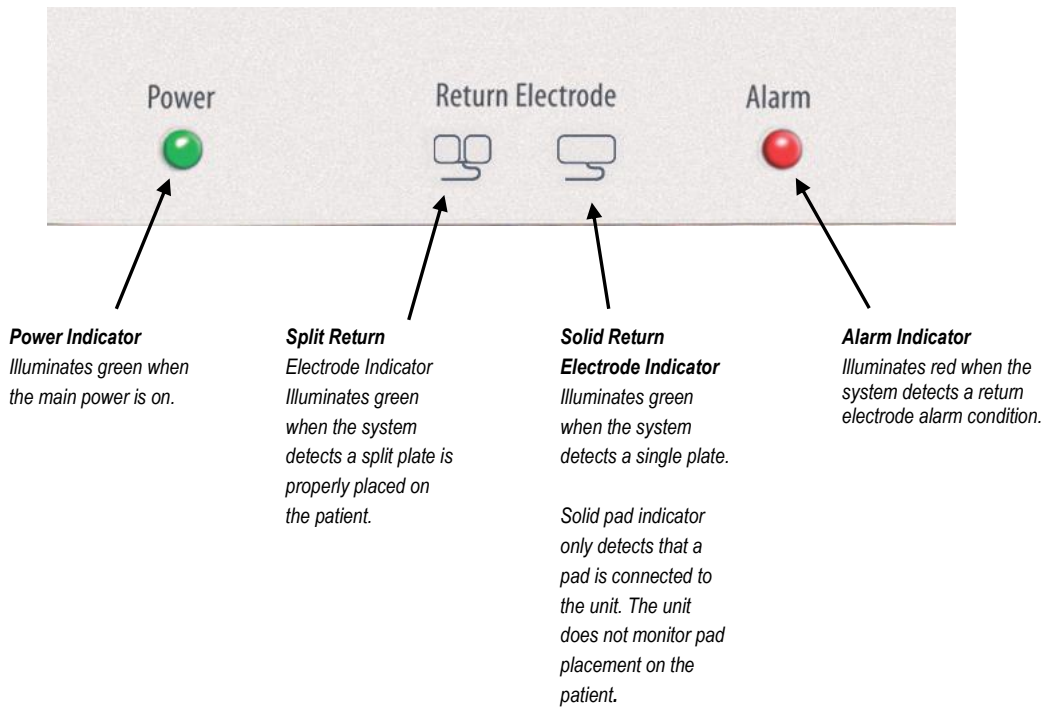 Power
Return Electrode
Alarm
Power Indicator
Illuminates green when
the main power is on.
Split Return
Electrode Indicator
Illuminates green
when the system
detects a split plate is
properly placed on
the patient.
Solid Return
Electrode Indicator
Illuminates green
when the system
detects a single plate.
Solid pad indicator
only detects that a
pad is connected to
the unit. The unit
does not monitor pad
placement on the
patient.
Alarm Indicator
Illuminates red when the
system detects a return
electrode alarm condition.